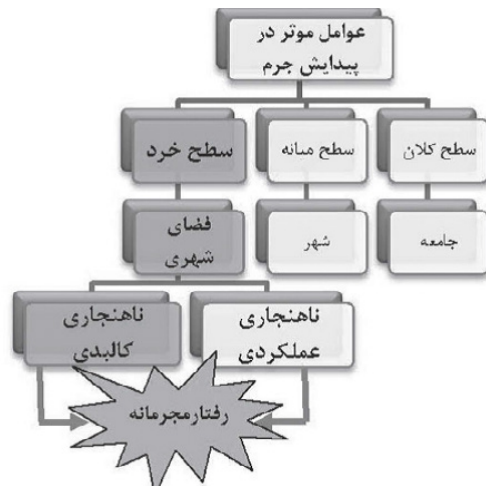 عوامل موثر در
پیدایش جرم
سطح کلان
سطح میانه
سطح خرد
جامعه
شهر
فضای
شهری
ناهنجاری
عملکردی
ناهنجاری
کالبدی
رفتارمجرمانه